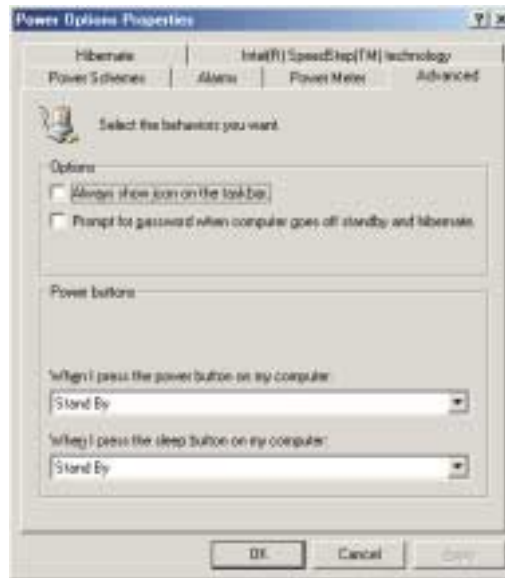 Power Options Properties
Hibernate
Intel(R) SpeedStep(TM) technology
Power Schemes
Alarms
Power Meter
Advanced
Select the behaviors you want.
Options
Always show icon on the taskbar.
Prompt for password when computer goes off standby and hibernate.
Power buttons
When I press the power button on my computer:
Stand By
When I press the sleep button on my computer:
Stand By
OK
Cancel
Apply